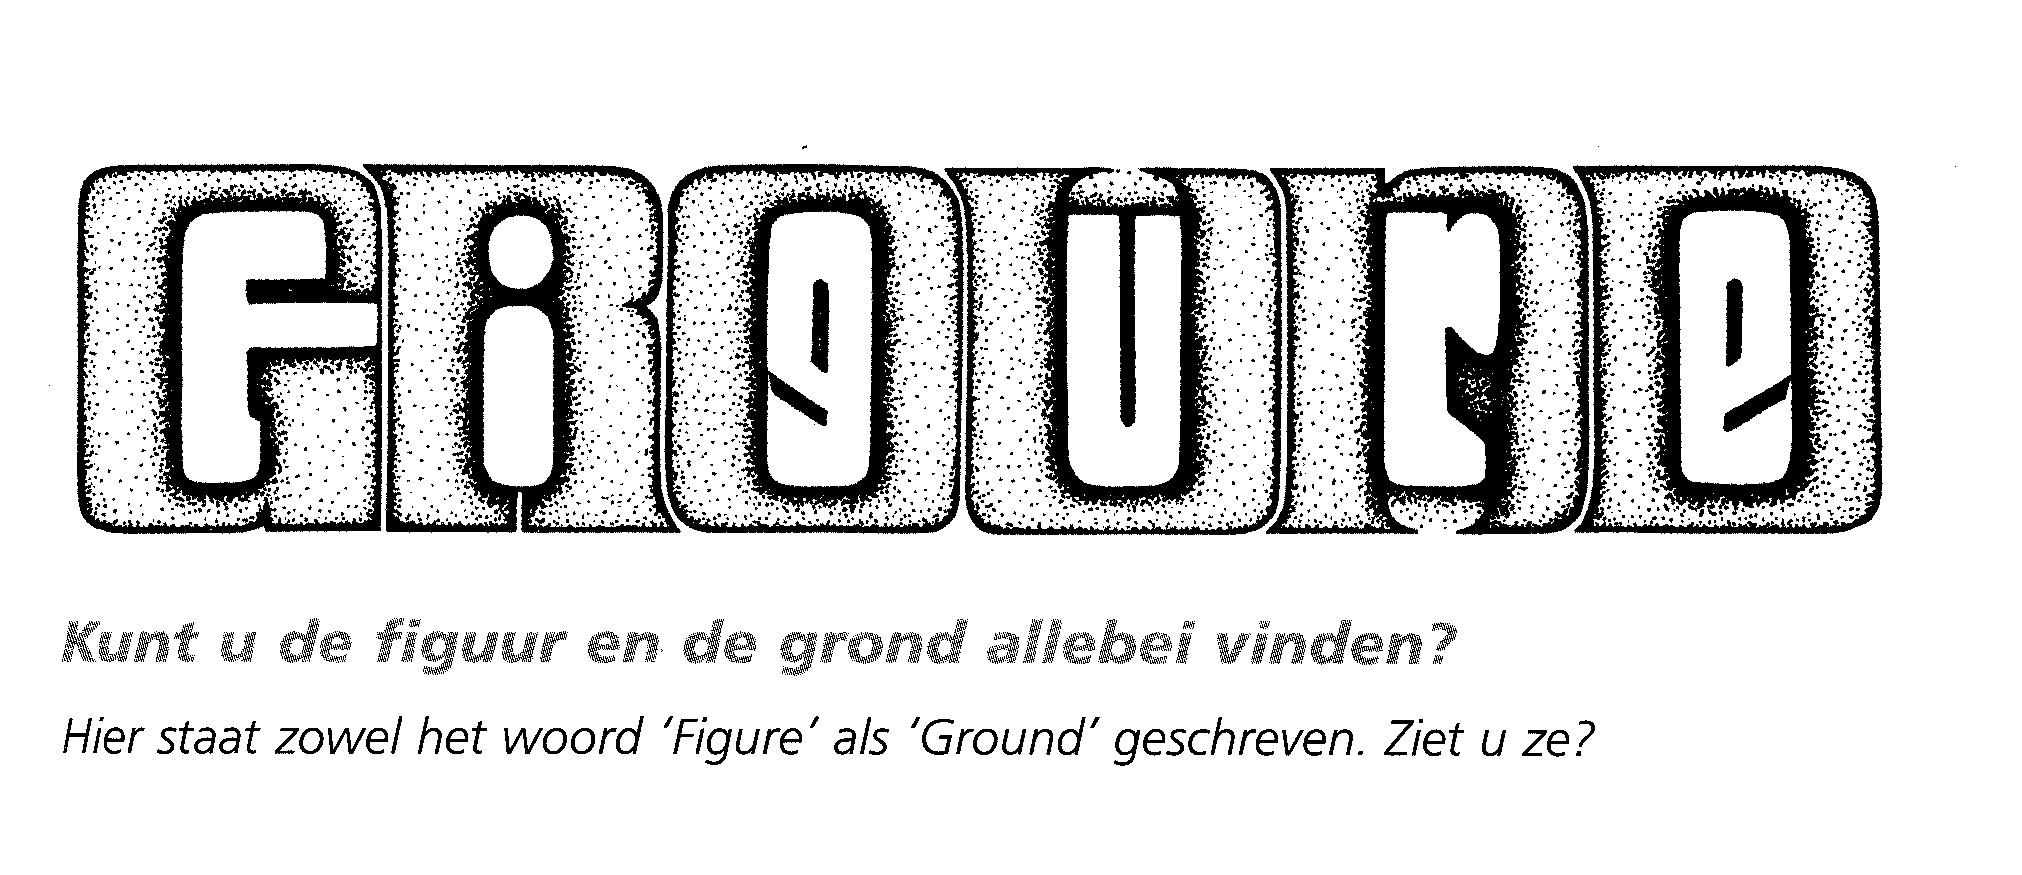 FiGURe
GROUND
Kunt u de figuur en de grond allebei vinden?
Hier staat zowel het woord ‘Figure’ als ‘Ground’ geschreven. Ziet u ze?